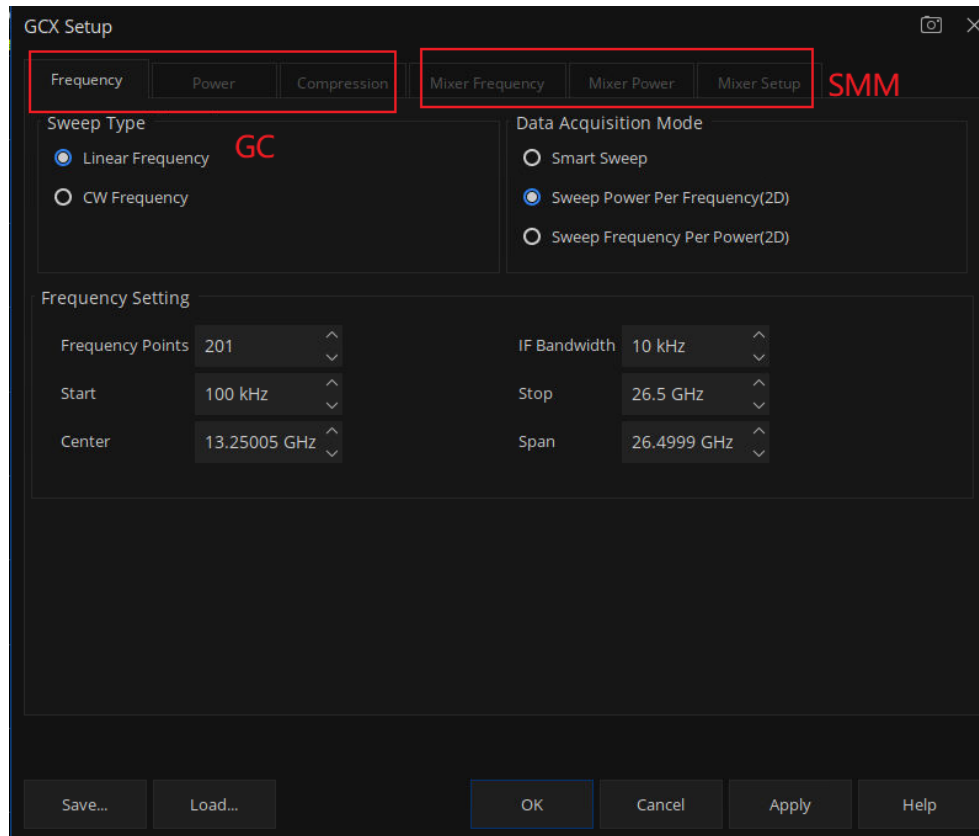 GCX Setup
Frequency Power Compression Mixer Frequency Mixer Power Mixer Setup SMM
Sweep Type
GC
Linear Frequency
CW Frequency
Data Acquisition Mode
Smart Sweep
Sweep Power Per Frequency(2D)
Sweep Frequency Per Power(2D)
Frequency Setting
Frequency Points 201 IF Bandwidth 10 kHz
Start 100 kHz Stop 26.5 GHz
Center 13.25005 GHz Span 26.4999 GHz
Save... Load... OK Cancel Apply Help